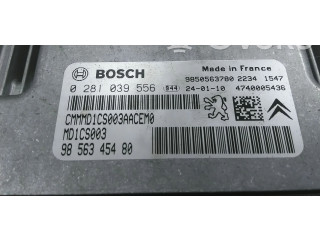 BOSCH
Made in France
9850563780 2234 1547
0 281 039 556 944 24-01-10 4740005436
CMMMD1CS003AACEM0
MD1CS003
98 563 454 80